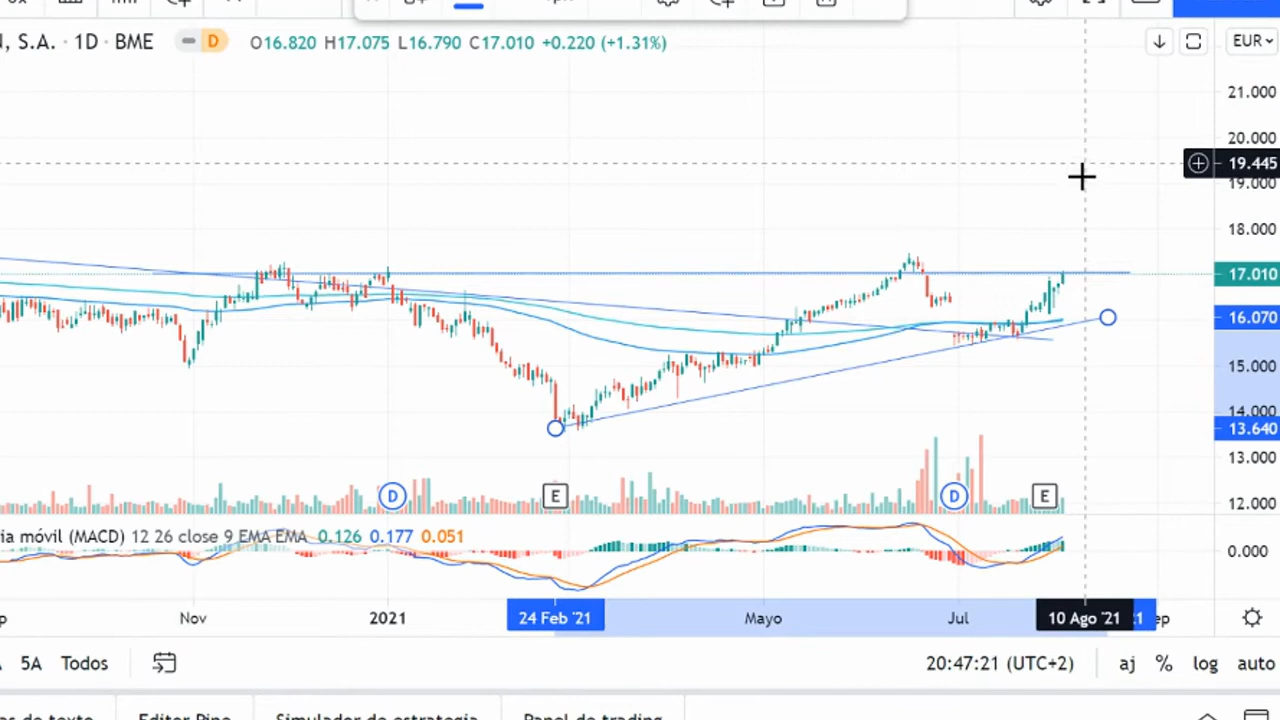 , S.A. · 1D · BME D O16.820 H17.075 L16.790 C17.010 +0.220 (+1.31%) EUR
21.000
20.000
19.445
19.000
18.000
17.010
16.070
15.000
14.000
13.640
13.000
12.000
D E D E
móvil (MACD) 12 26 close 9 EMA EMA 0.126 0.177 0.051
0.000
Nov 2021 24 Feb '21 Mayo Jul 10 Ago '21
5A Todos 20:47:21 (UTC+2) aj % log auto
de texto Editor Pine Simulador de estrategia Panel de trading